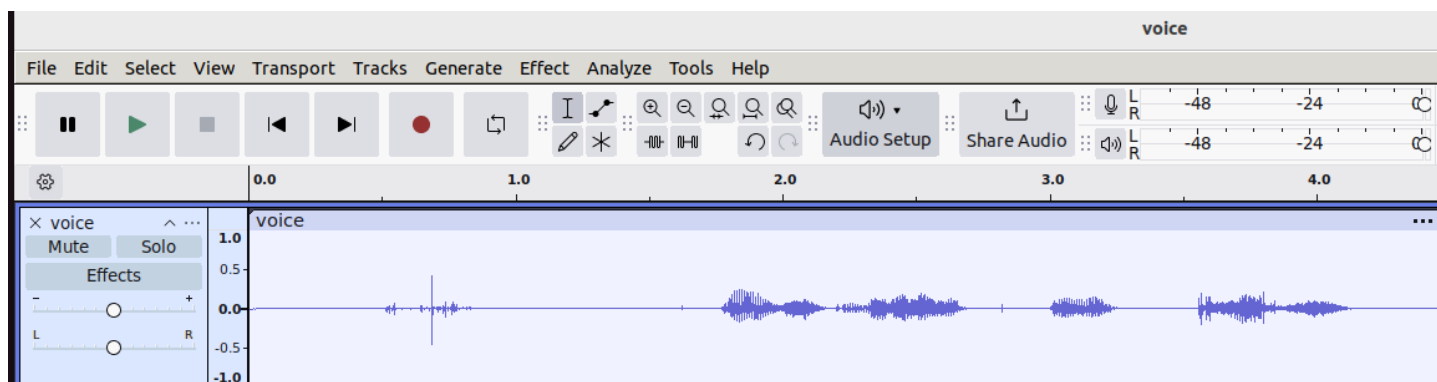 voice
File Edit Select View Transport Tracks Generate Effect Analyze Tools Help
L -48 -24 0
R
Audio Setup Share Audio L -48 -24 0
R
0.0 1.0 2.0 3.0 4.0
voice voice
Mute Solo 1.0
Effects 0.5
- + 0.0
L R -0.5
-1.0